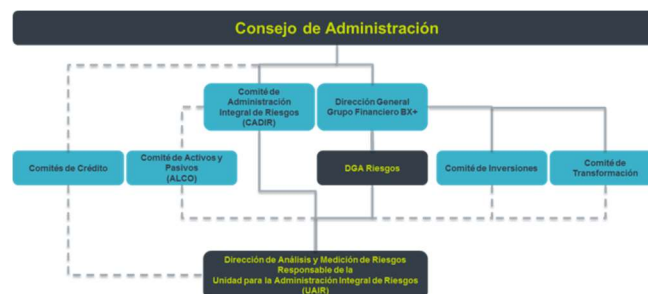 Consejo de Administración
Comité de
Administración
Integral de Riesgos
(CADIR)
Dirección General
Grupo Financiero BX+
Comités de Crédito
Comité de Activos y
Pasivos
(ALCO)
DGA Riesgos
Comité de Inversiones
Comité de
Transformación
Dirección de Análisis y Medición de Riesgos
Responsable de la
Unidad para la Administración Integral de Riesgos
(UAIR)